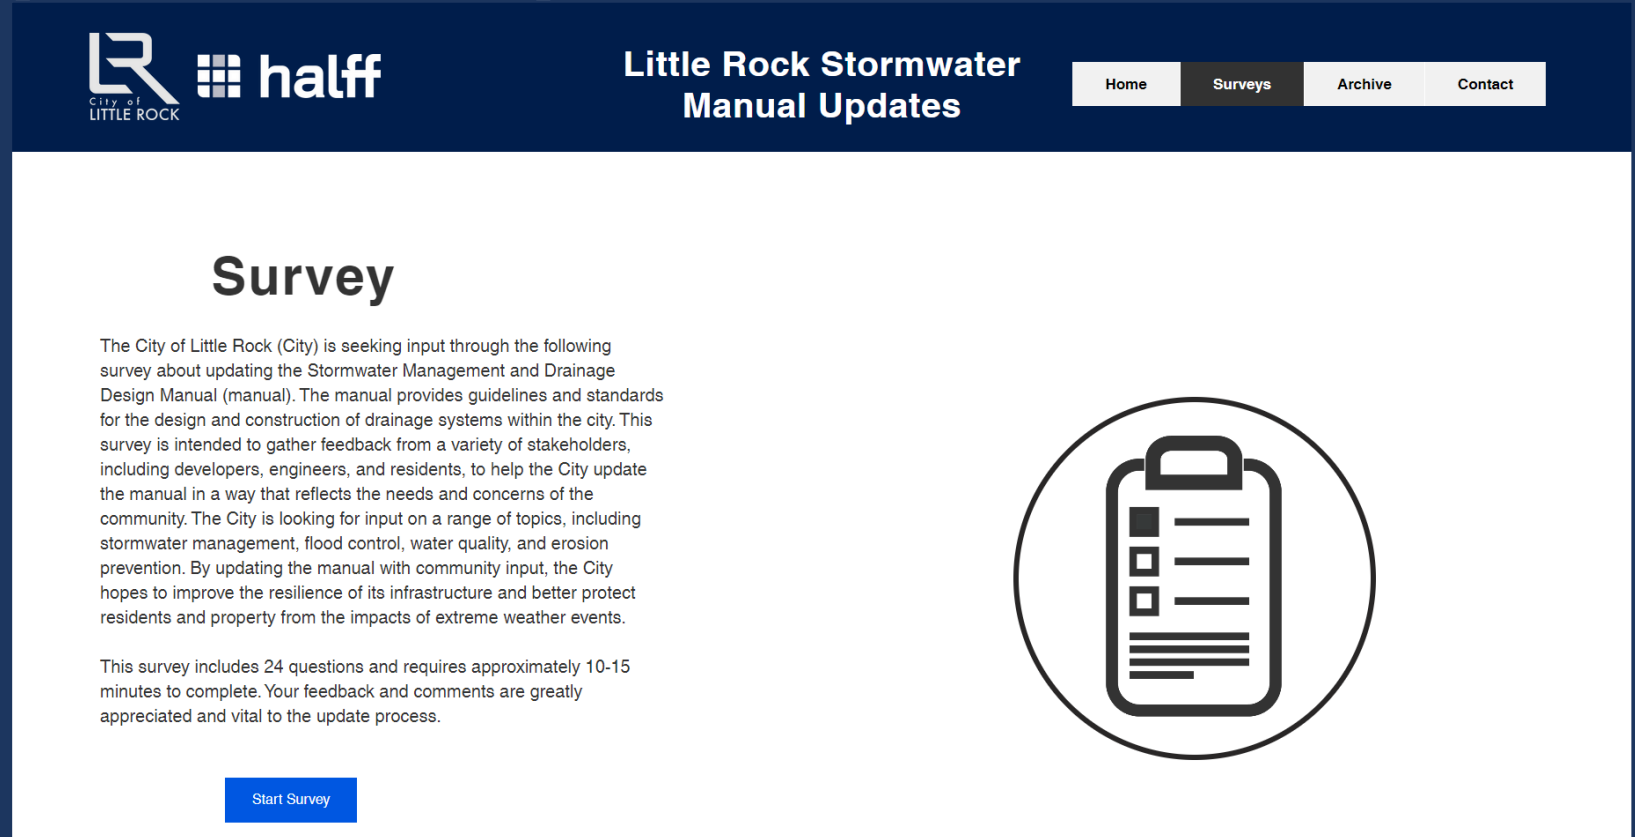 City of
LITTLE ROCK
halff
Little Rock Stormwater
Manual Updates
Home
Surveys
Archive
Contact
Survey
The City of Little Rock (City) is seeking input through the following
survey about updating the Stormwater Management and Drainage
Design Manual (manual). The manual provides guidelines and standards
for the design and construction of drainage systems within the city. This
survey is intended to gather feedback from a variety of stakeholders,
including developers, engineers, and residents, to help the City update
the manual in a way that reflects the needs and concerns of the
community. The City is looking for input on a range of topics, including
stormwater management, flood control, water quality, and erosion
prevention. By updating the manual with community input, the City
hopes to improve the resilience of its infrastructure and better protect
residents and property from the impacts of extreme weather events.
This survey includes 24 questions and requires approximately 10-15
minutes to complete. Your feedback and comments are greatly
appreciated and vital to the update process.
Start Survey